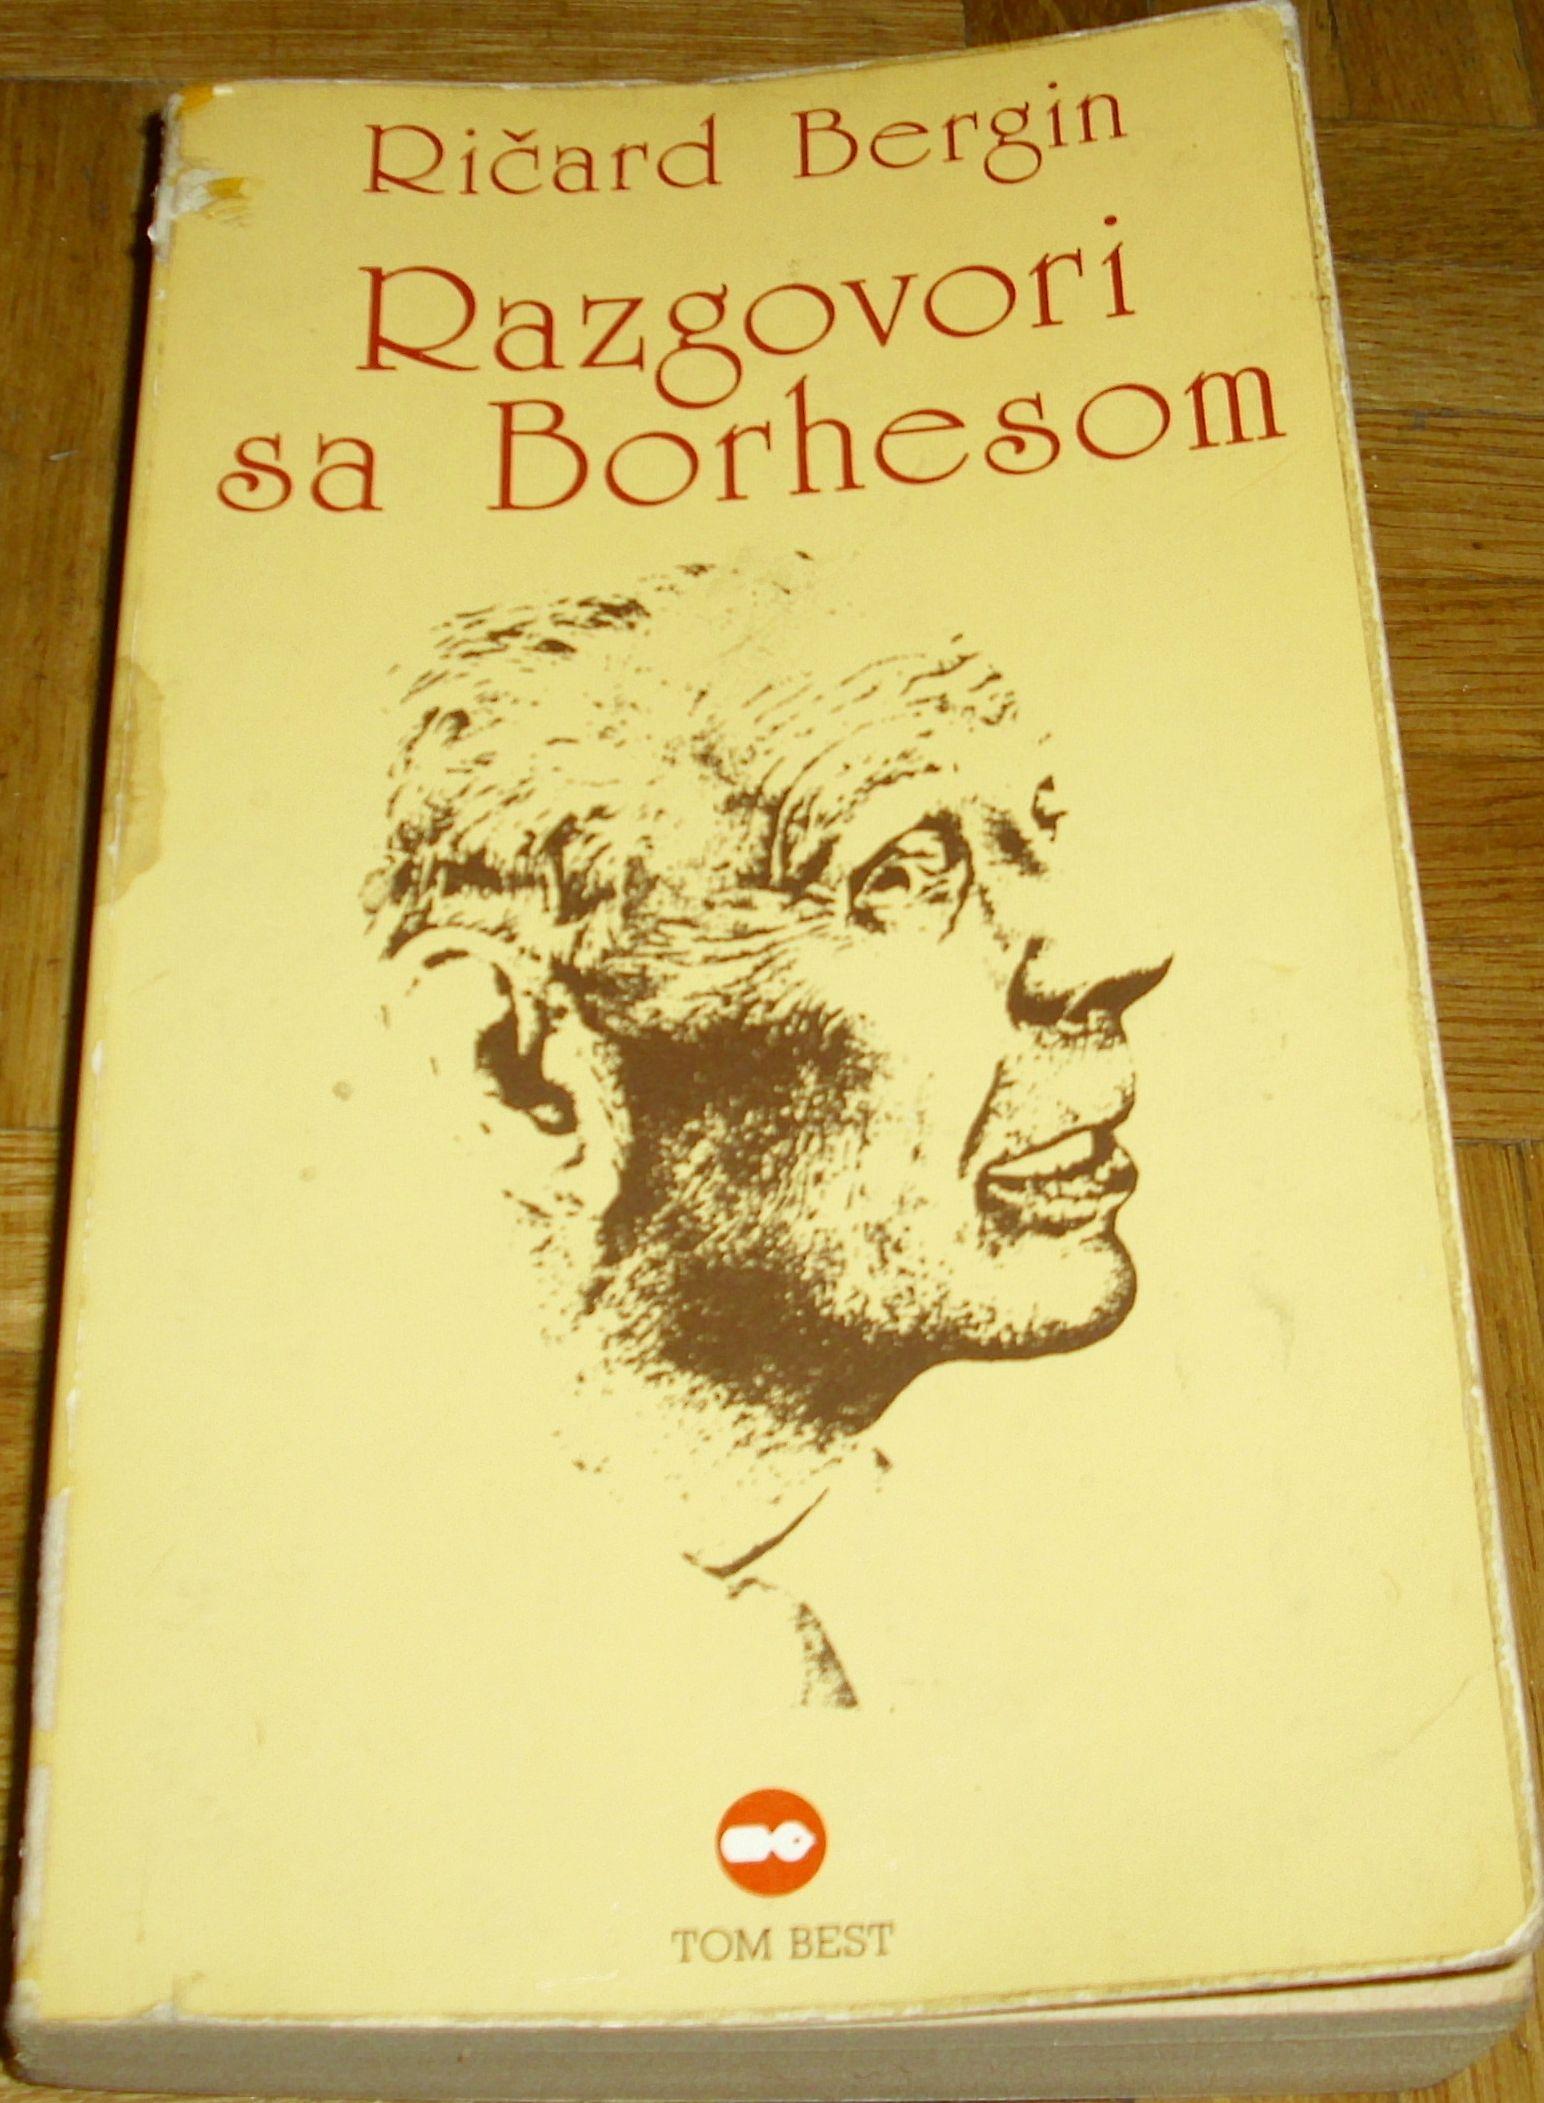 Ričard Bergin
Razgovori
sa Borhesom
TOM BEST